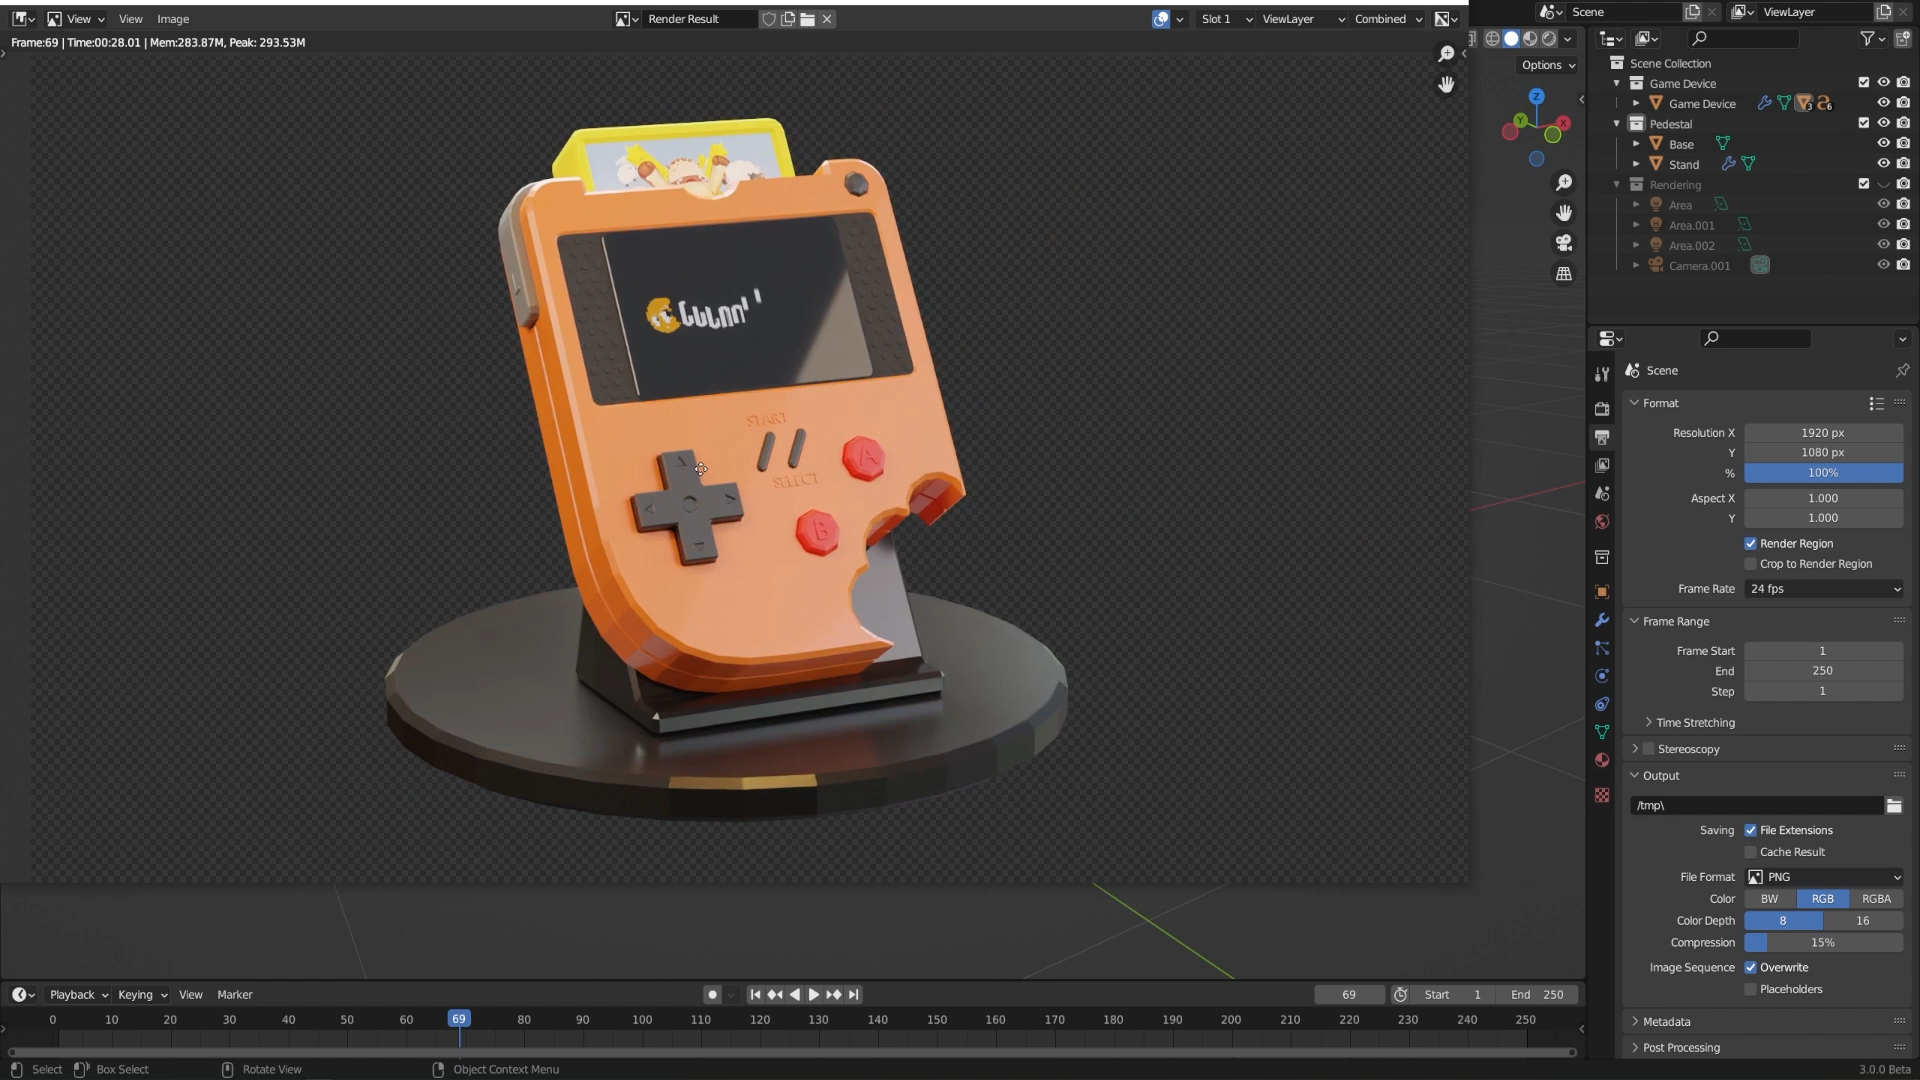 View
View
Image
Render Result
Slot 1
ViewLayer
Combined
Scene
ViewLayer
Frame:69 | Time:00:28.01 | Mem:283.87M, Peak: 293.53M
Options
Z
Y
X
Scene Collection
Game Device
Game Device
3
6
Pedestal
Base
Stand
Rendering
Area
Area.001
Area.002
Camera.001
START
SELECT
A
B
Scene
Format
Resolution X 1920 px
Y 1080 px
% 100%
Aspect X 1.000
Y 1.000
Render Region
Crop to Render Region
Frame Rate 24 fps
Frame Range
Frame Start 1
End 250
Step 1
Time Stretching
Stereoscopy
Output
/tmp\
Saving File Extensions
Cache Result
File Format PNG
Color BW RGB RGBA
Color Depth 8 16
Compression 15%
Image Sequence Overwrite
Placeholders
Metadata
Post Processing
Playback Keying View Marker
69 Start 1 End 250
0 10 20 30 40 50 60 69 80 90 100 110 120 130 140 150 160 170 180 190 200 210 220 230 240 250
Select Box Select Rotate View Object Context Menu 3.0.0 Beta